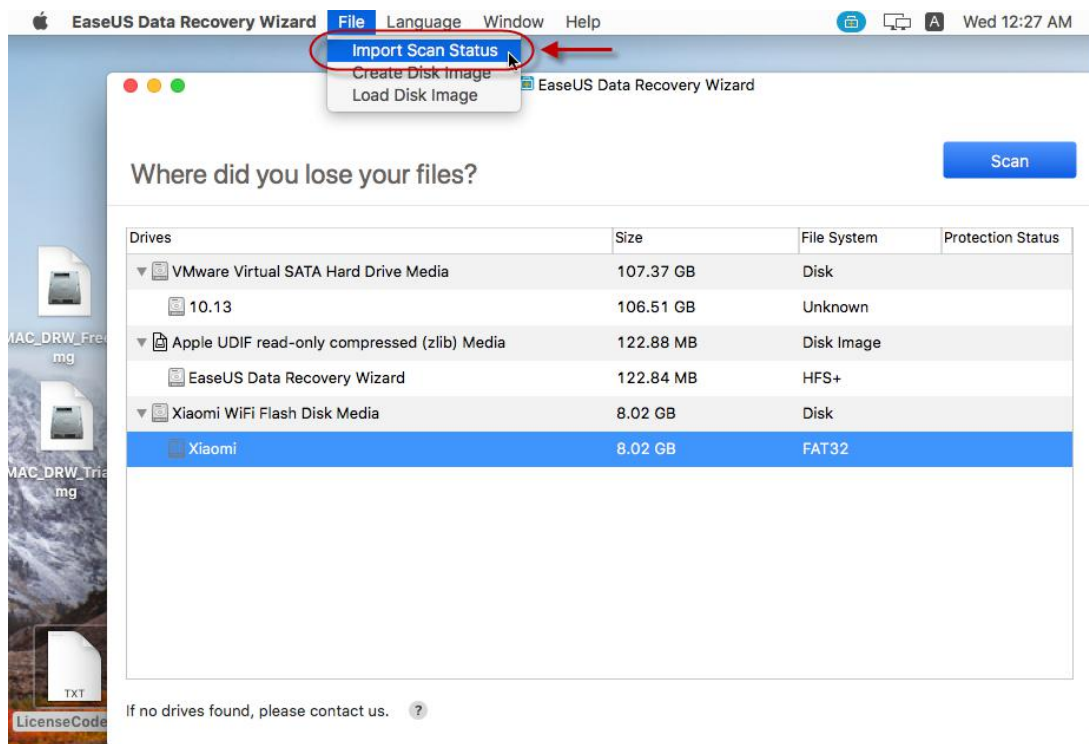 EaseUS Data Recovery Wizard File Language Window Help A Wed 12:27 AM
Import Scan Status
Create Disk Image
Load Disk Image
EaseUS Data Recovery Wizard
Where did you lose your files?
Scan
Drives Size File System Protection Status
VMware Virtual SATA Hard Drive Media 107.37 GB Disk
10.13 106.51 GB Unknown
Apple UDIF read-only compressed (zlib) Media 122.88 MB Disk Image
EaseUS Data Recovery Wizard 122.84 MB HFS+
Xiaomi WiFi Flash Disk Media 8.02 GB Disk
Xiaomi 8.02 GB FAT32
MAC_DRW_Free
mg
MAC_DRW_Tria
mg
TXT
LicenseCode
If no drives found, please contact us. ?